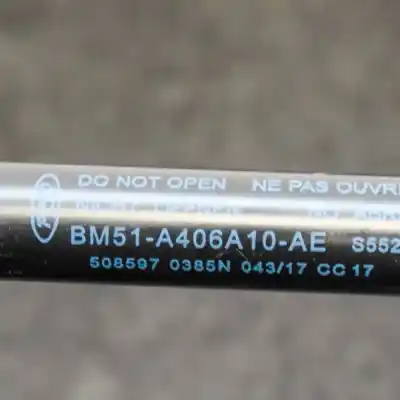 DO NOT OPEN NE PAS OUVRI
BM51-A406A10-AE S552
508597 0385N 043/17 CC 17